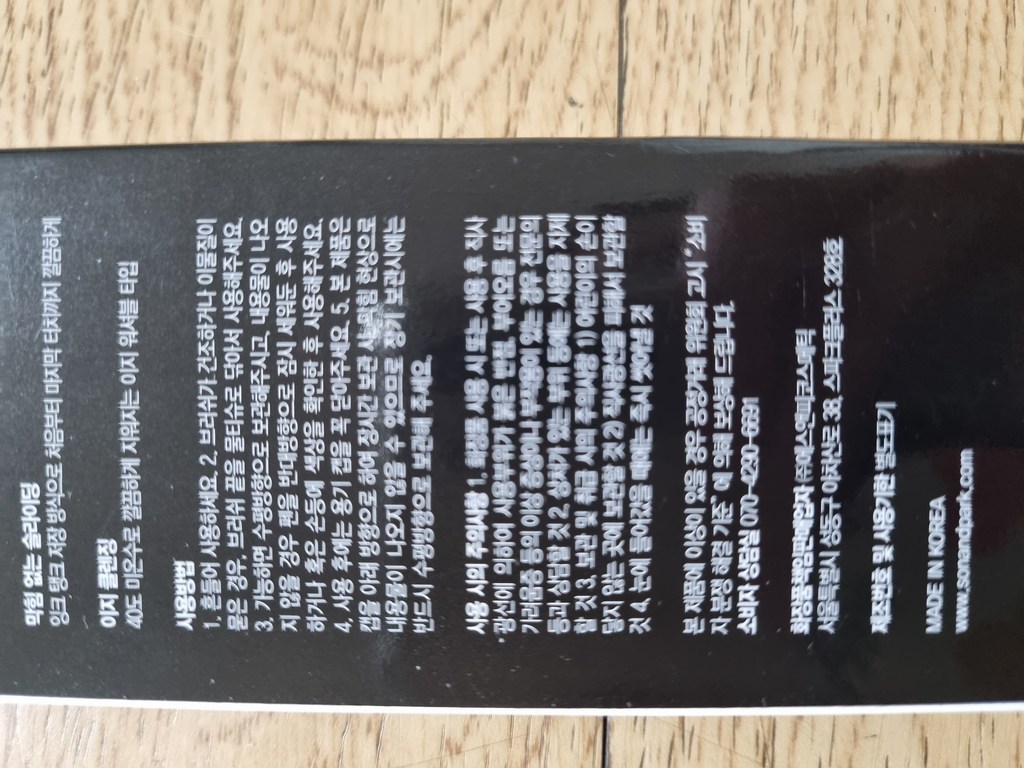 막힘 없는 슬라이딩
잉크 탱크 저장 방식으로 처음부터 마지막 터치까지 깔끔하게
이지 클렌징
40도 미온수로 깔끔하게 지워지는 이지 워셔블 타입
사용방법
1. 흔들어 사용하세요. 2. 브러쉬가 건조하거나 이물질이
묻은 경우, 브러쉬 끝을 물티슈로 닦아서 사용해주세요.
3. 가능하면 수평방향으로 보관해주시고, 내용물이 나오
지 않을 경우 펜을 반대방향으로 잠시 세워둔 후 사용
하거나 혹은 손등에 색상을 확인한 후 사용해주세요.
4. 사용 후에는 용기 캡을 꼭 닫아주세요. 5. 본 제품은
캡을 아래 방향으로 하여 장시간 보관 시 쏠림 현상으로
내용물이 나오지 않을 수 있으므로 장기 보관시에는
반드시 수평방향으로 보관해 주세요.
사용 시의 주의사항 1. 화장품 사용 시 또는 사용 후 직사
광선에 의하여 사용부위가 붉은 반점, 부어오름 또는
가려움증 등의 이상 증상이나 부작용이 있는 경우 전문의
등과 상담할 것 2. 상처가 있는 부위 등에는 사용을 자제
할 것 3. 보관 및 취급 시의 주의사항 1) 어린이의 손이
닿지 않는 곳에 보관할 것 2) 직사광선을 피해서 보관할
것 4. 눈에 들어갔을 때에는 즉시 씻어낼 것
본 제품에 이상이 있을 경우 공정거래 위원회 고시 "소비
자 분쟁 해결 기준"에 의해 보상해 드립니다.
소비자 상담실 070-4290-6691
화장품책임판매업자 (주)에스앤피코스메틱
서울특별시 성동구 아차산로 38, 스파크플러스 328호
제조번호 및 사용기한 별도표기
MADE IN KOREA
www.sonandpark.com